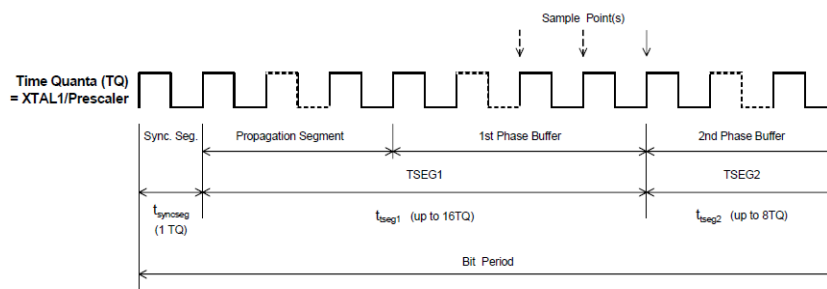 Sample Point(s)
Time Quanta (TQ)
= XTAL1/Prescaler
Sync. Seg.
Propagation Segment
1st Phase Buffer
2nd Phase Buffer
TSEG1
TSEG2
tsyncseg
(1 TQ)
ttseg1 (up to 16TQ)
ttseg2 (up to 8TQ)
Bit Period